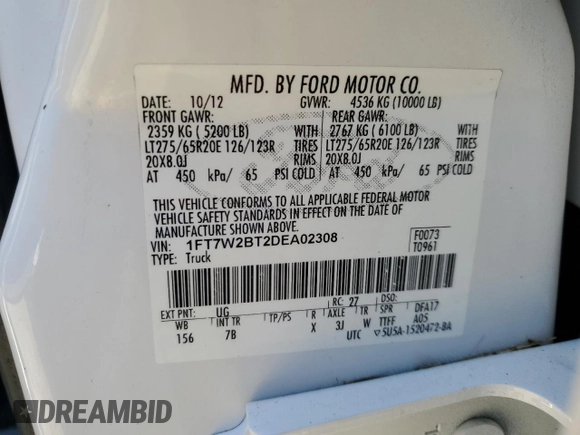 MFD. BY FORD MOTOR CO.
DATE: 10/12 GVWR: 4536 KG (10000 LB)
FRONT GAWR: REAR GAWR:
2359 KG ( 5200 LB) WITH 2767 KG ( 6100 LB) WITH
LT275/65R20E 126/123R TIRES LT275/65R20E 126/123R TIRES
20X8.0J RIMS 20X8.0J RIMS
AT 450 kPa/ 65 PSI COLD AT 450 kPa/ 65 PSI COLD
THIS VEHICLE CONFORMS TO ALL APPLICABLE FEDERAL MOTOR
VEHICLE SAFETY STANDARDS IN EFFECT ON THE DATE OF
MANUFACTURE SHOWN ABOVE.
VIN: 1FT7W2BT2DEA02308 F0073
TYPE: Truck T0961
EXT PNT: UG RC: 27 DSO:
WB INT TR TP/PS R AXLE TR SPR DFA17
156 7B X 3J W TTFF A05
UTC 5U5A-1520472-BA
DREAMBID